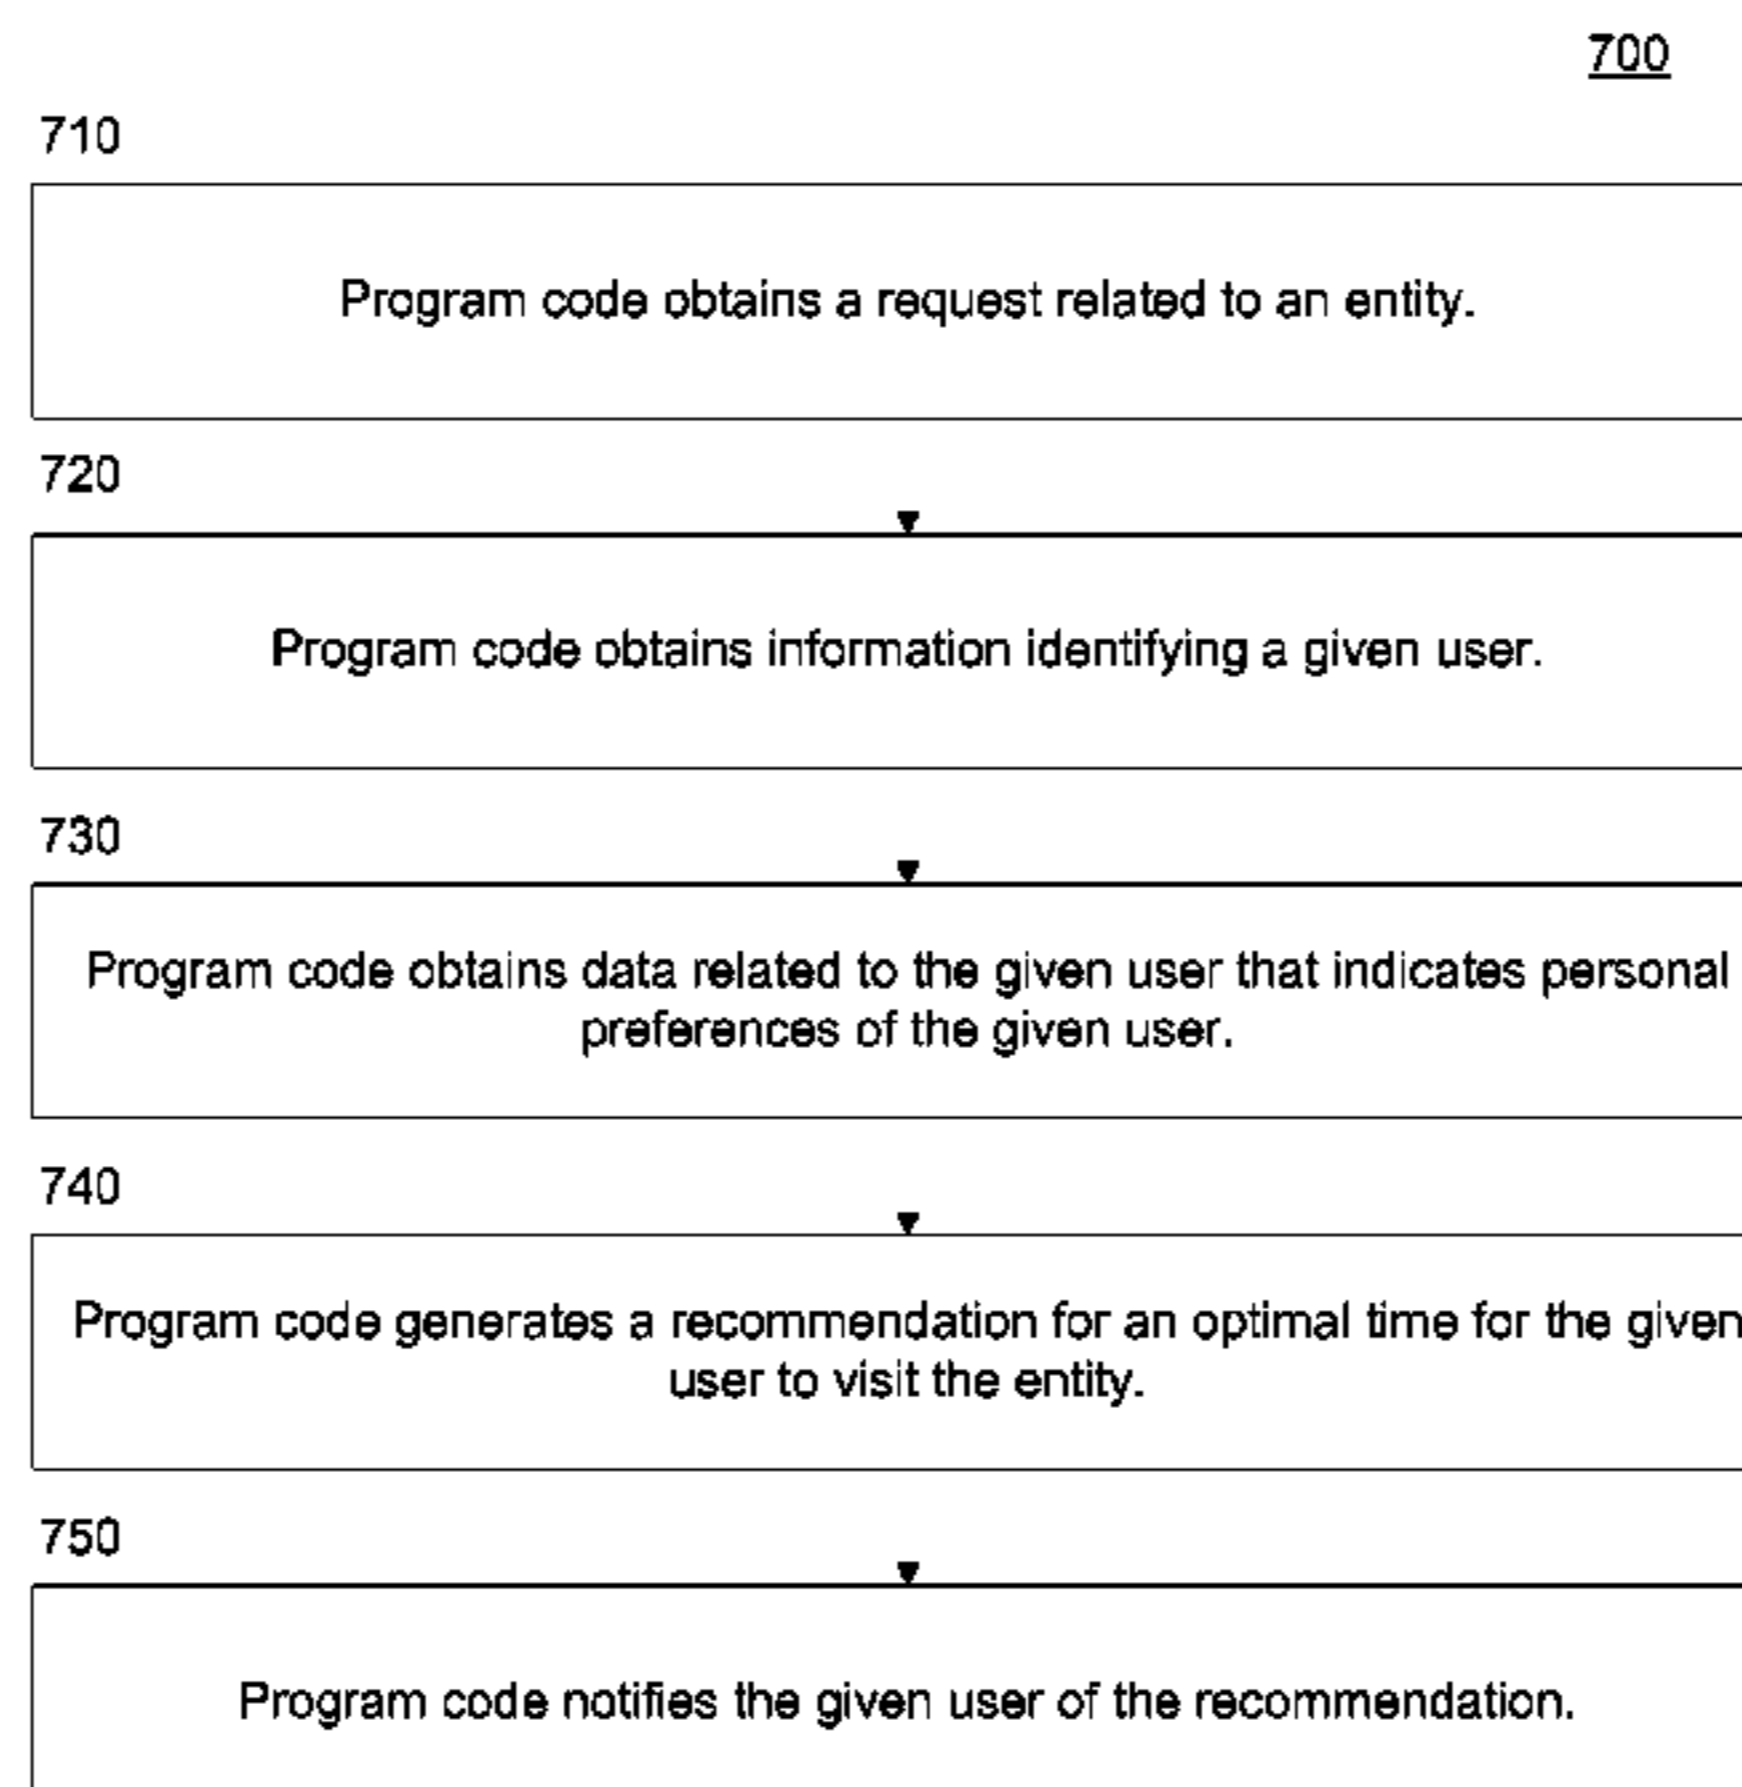 700
710
Program code obtains a request related to an entity.
720
Program code obtains information identifying a given user.
730
Program code obtains data related to the given user that indicates personal
preferences of the given user.
740
Program code generates a recommendation for an optimal time for the given
user to visit the entity.
750
Program code notifies the given user of the recommendation.